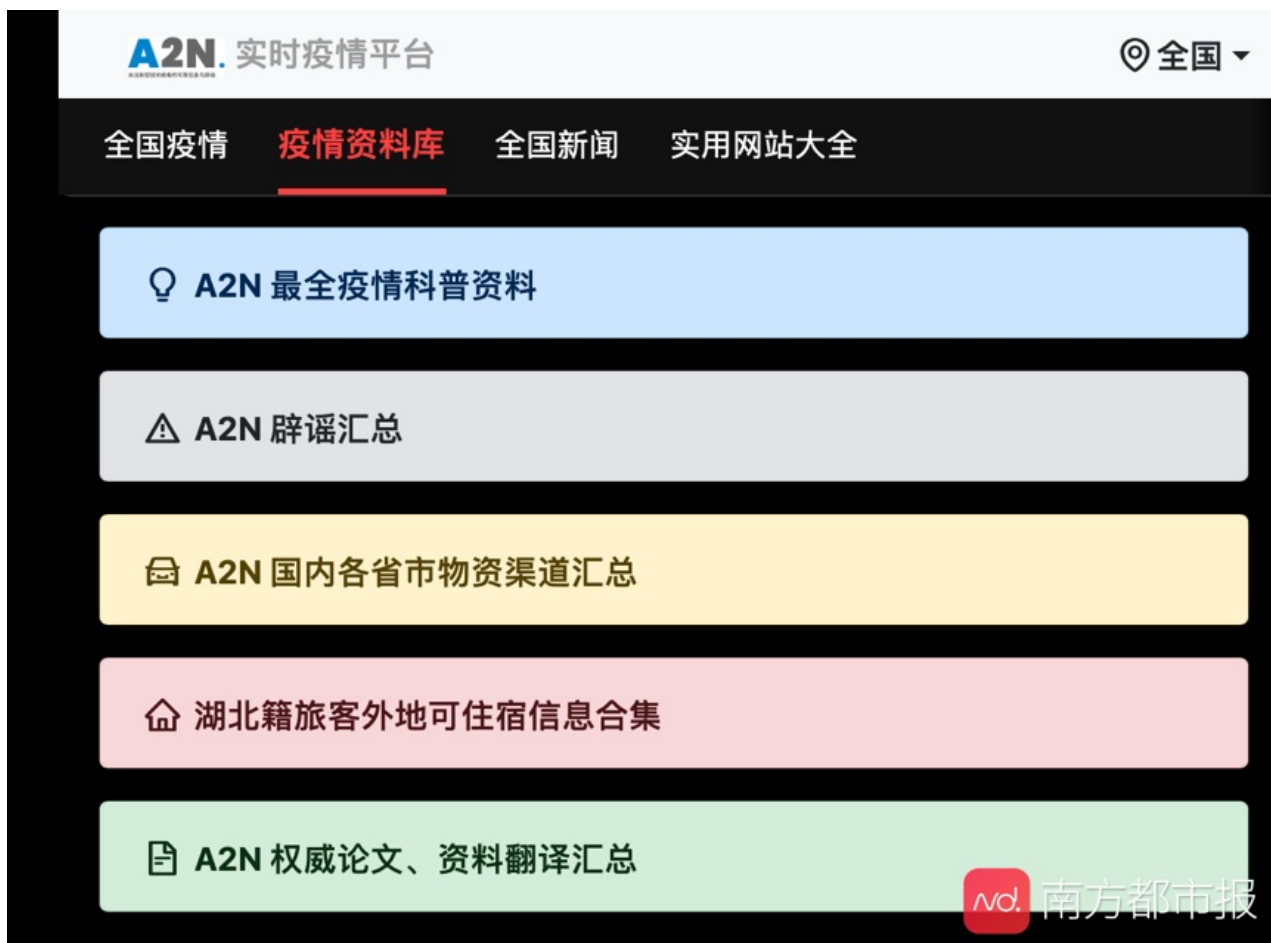 A2N. 实时疫情平台
全国
全国疫情 疫情资料库 全国新闻 实用网站大全
A2N 最全疫情科普资料
A2N 辟谣汇总
A2N 国内各省市物资渠道汇总
湖北籍旅客外地可住宿信息合集
A2N 权威论文、资料翻译汇总
Nd. 南方都市报